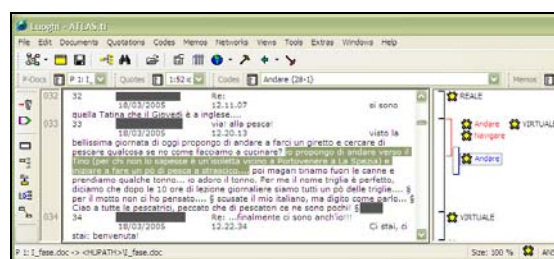 Luoghi - ATLAS.ti
File Edit Documents Quotations Codes Memos Networks Views Tools Extras Windows Help
P-Docs P 1: I_ Quotes 1:52 < Codes Andare {28-1} Memos
032 32 Re:
18/03/2005 12.11.07 ei sono
quella Tatina che il Giovedì è a inglese....
033 33 via! alla pesca!
18/03/2005 12.20.13 visto la
bellissima giornata di oggi propongo di andare a farci un giretto e cercare di
pescare qualcosa se no come facciamo a cucinare? io propongo di andare verso il
Tino (per chi non lo sapesse è un'isoletta vicino a Portovenere a La Spezia) e
iniziare a fare un pò di pesca a strascico.... poi magari tiriamo fuori le canne e
prendiamo qualche tonno... io adoro il tonno. Per me il nome triglia è perfetto,
diciamo che dopo le 10 ore di lezione giornaliere siamo tutti un pò delle triglie.... §
per il motto non ci ho pensato.... § scusate il mio italiano, ma digito come parlo... §
Ciao a tutte le pescatrici, peccato che di pescatori ce ne sono pochi! §
034 34 Re: ...finalmente ci sono anch'io!!!
18/03/2005 12.22.34 Ci stai, ci
stai: benvenuta!
REALE
Andare VIRTUALE
Navigare
Andare
VIRTUALE
P 1: I_fase.doc -> <HUPATH>\I_fase.doc Size: 100 % ANS